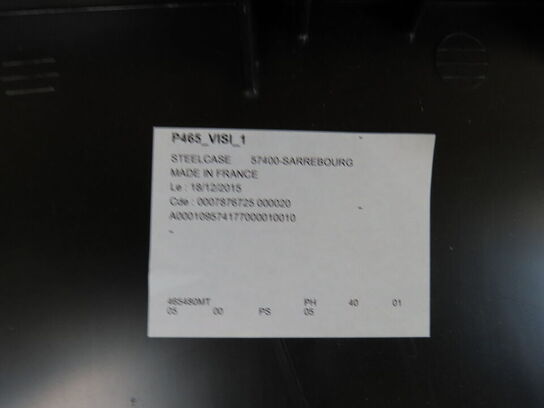 P465_VISI_1
STEELCASE 57400-SARREBOURG
MADE IN FRANCE
Le : 18/12/2015
Cde : 0007876725 000020
A000109574177000010010
-
465480MT PH 40 01
05 00 PS 05